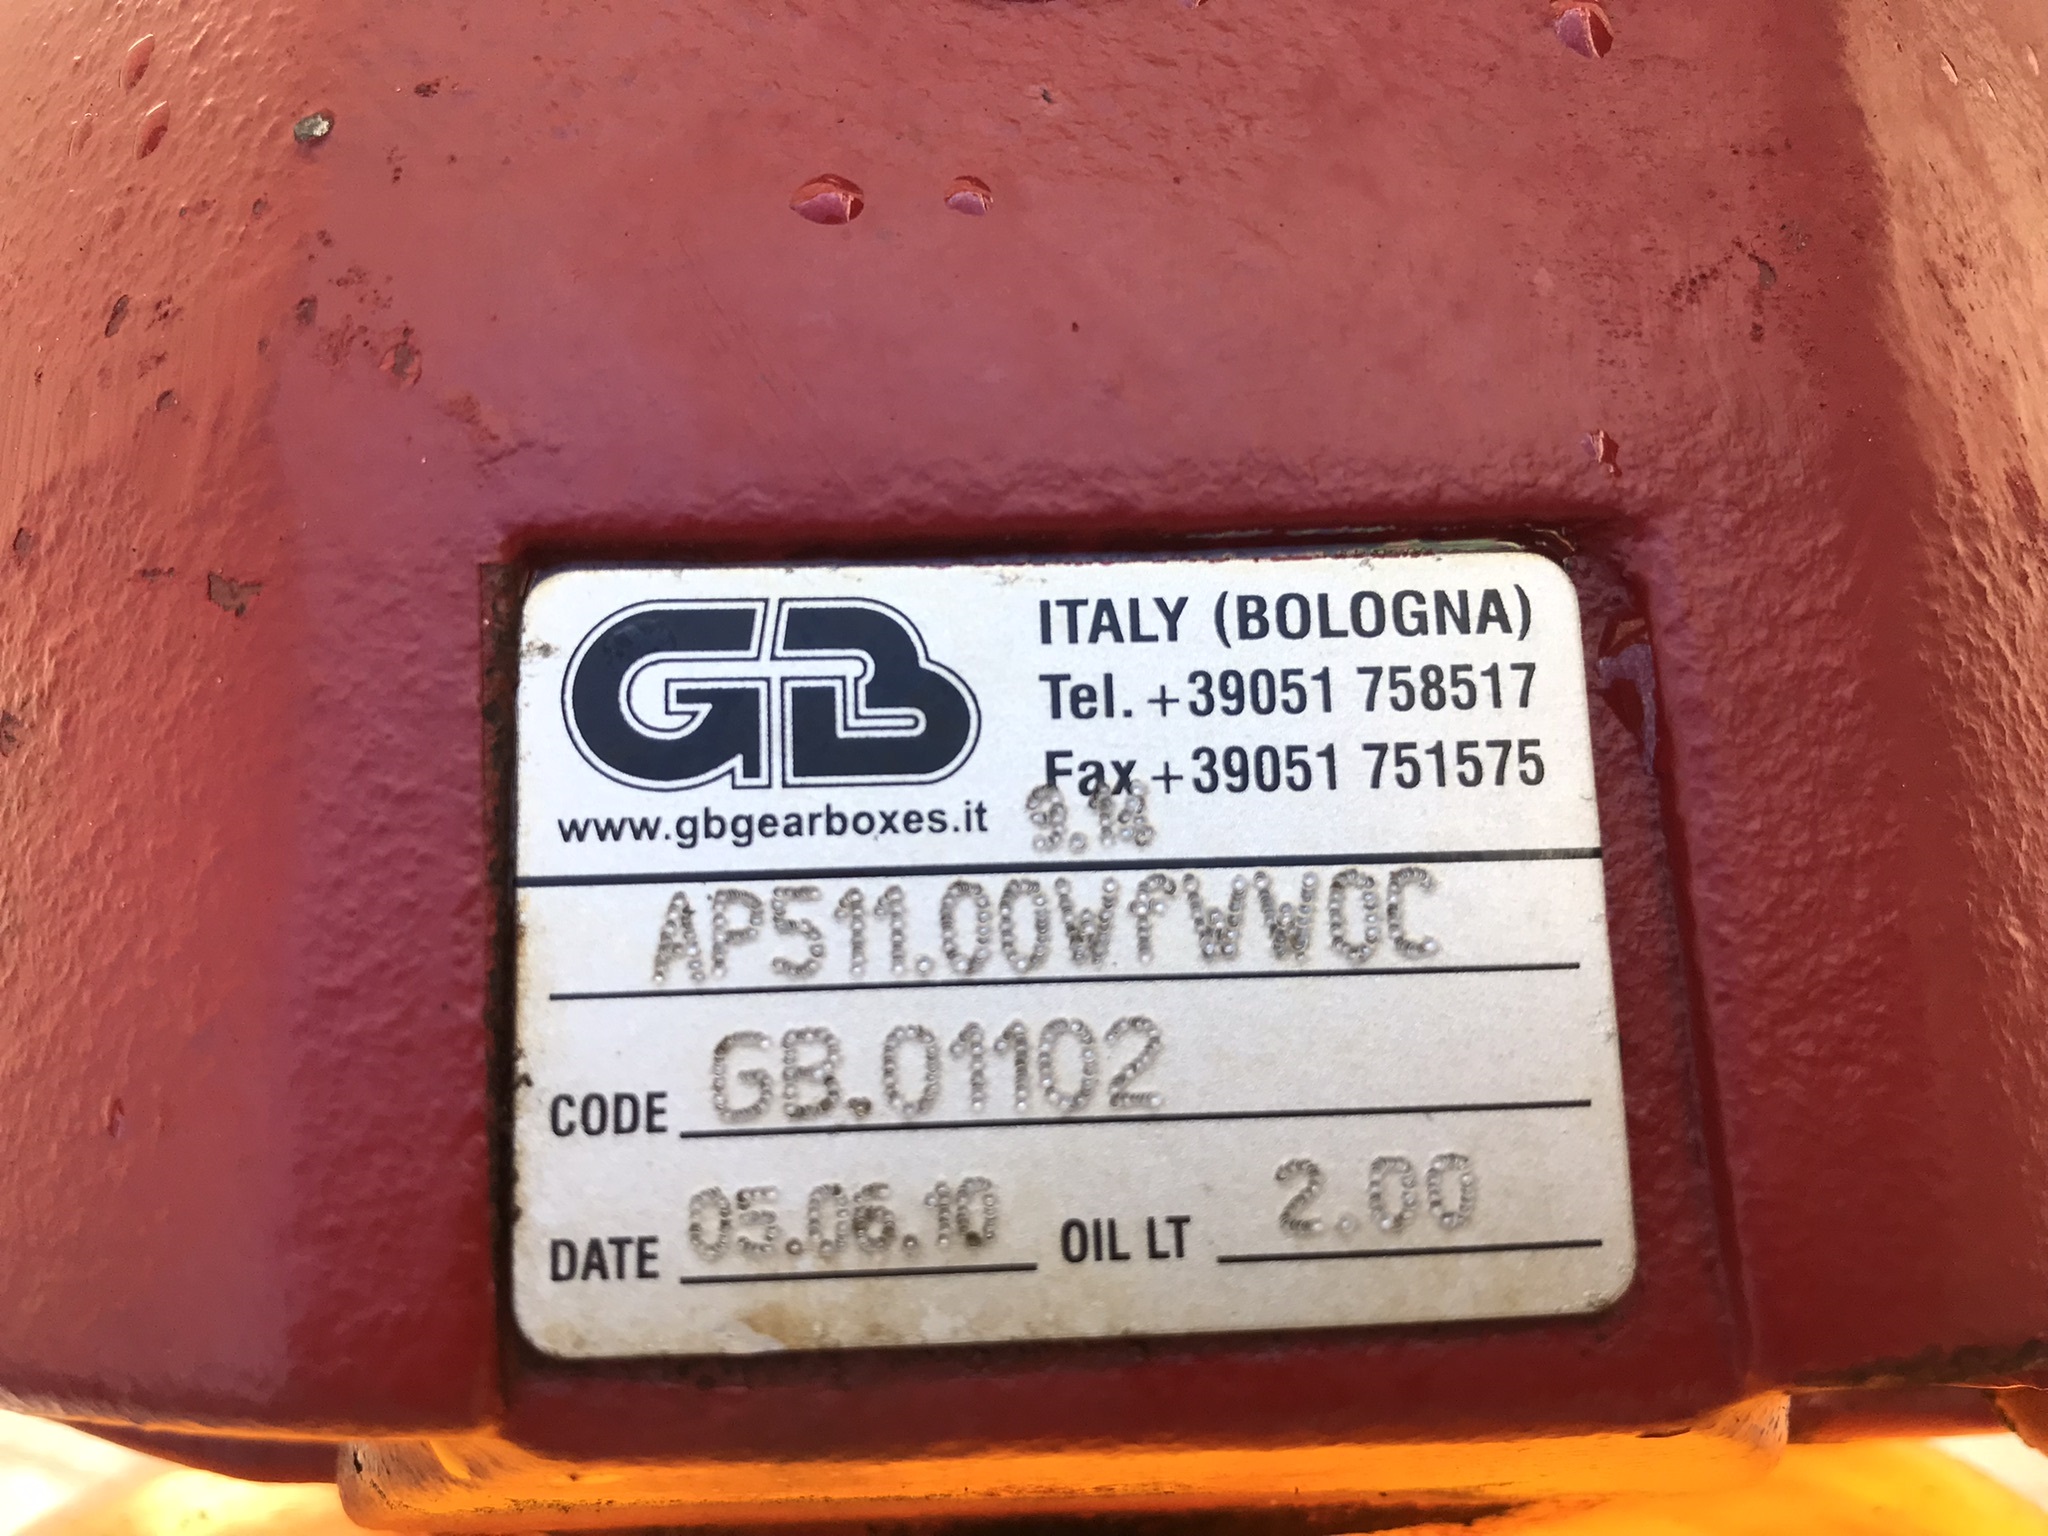 GB
ITALY (BOLOGNA)
Tel. +39051 758517
Fax +39051 751575
www.gbgearboxes.it
AP511.00WfWW0C
CODE GB.01102
DATE 05.06.10 OIL LT 2.00